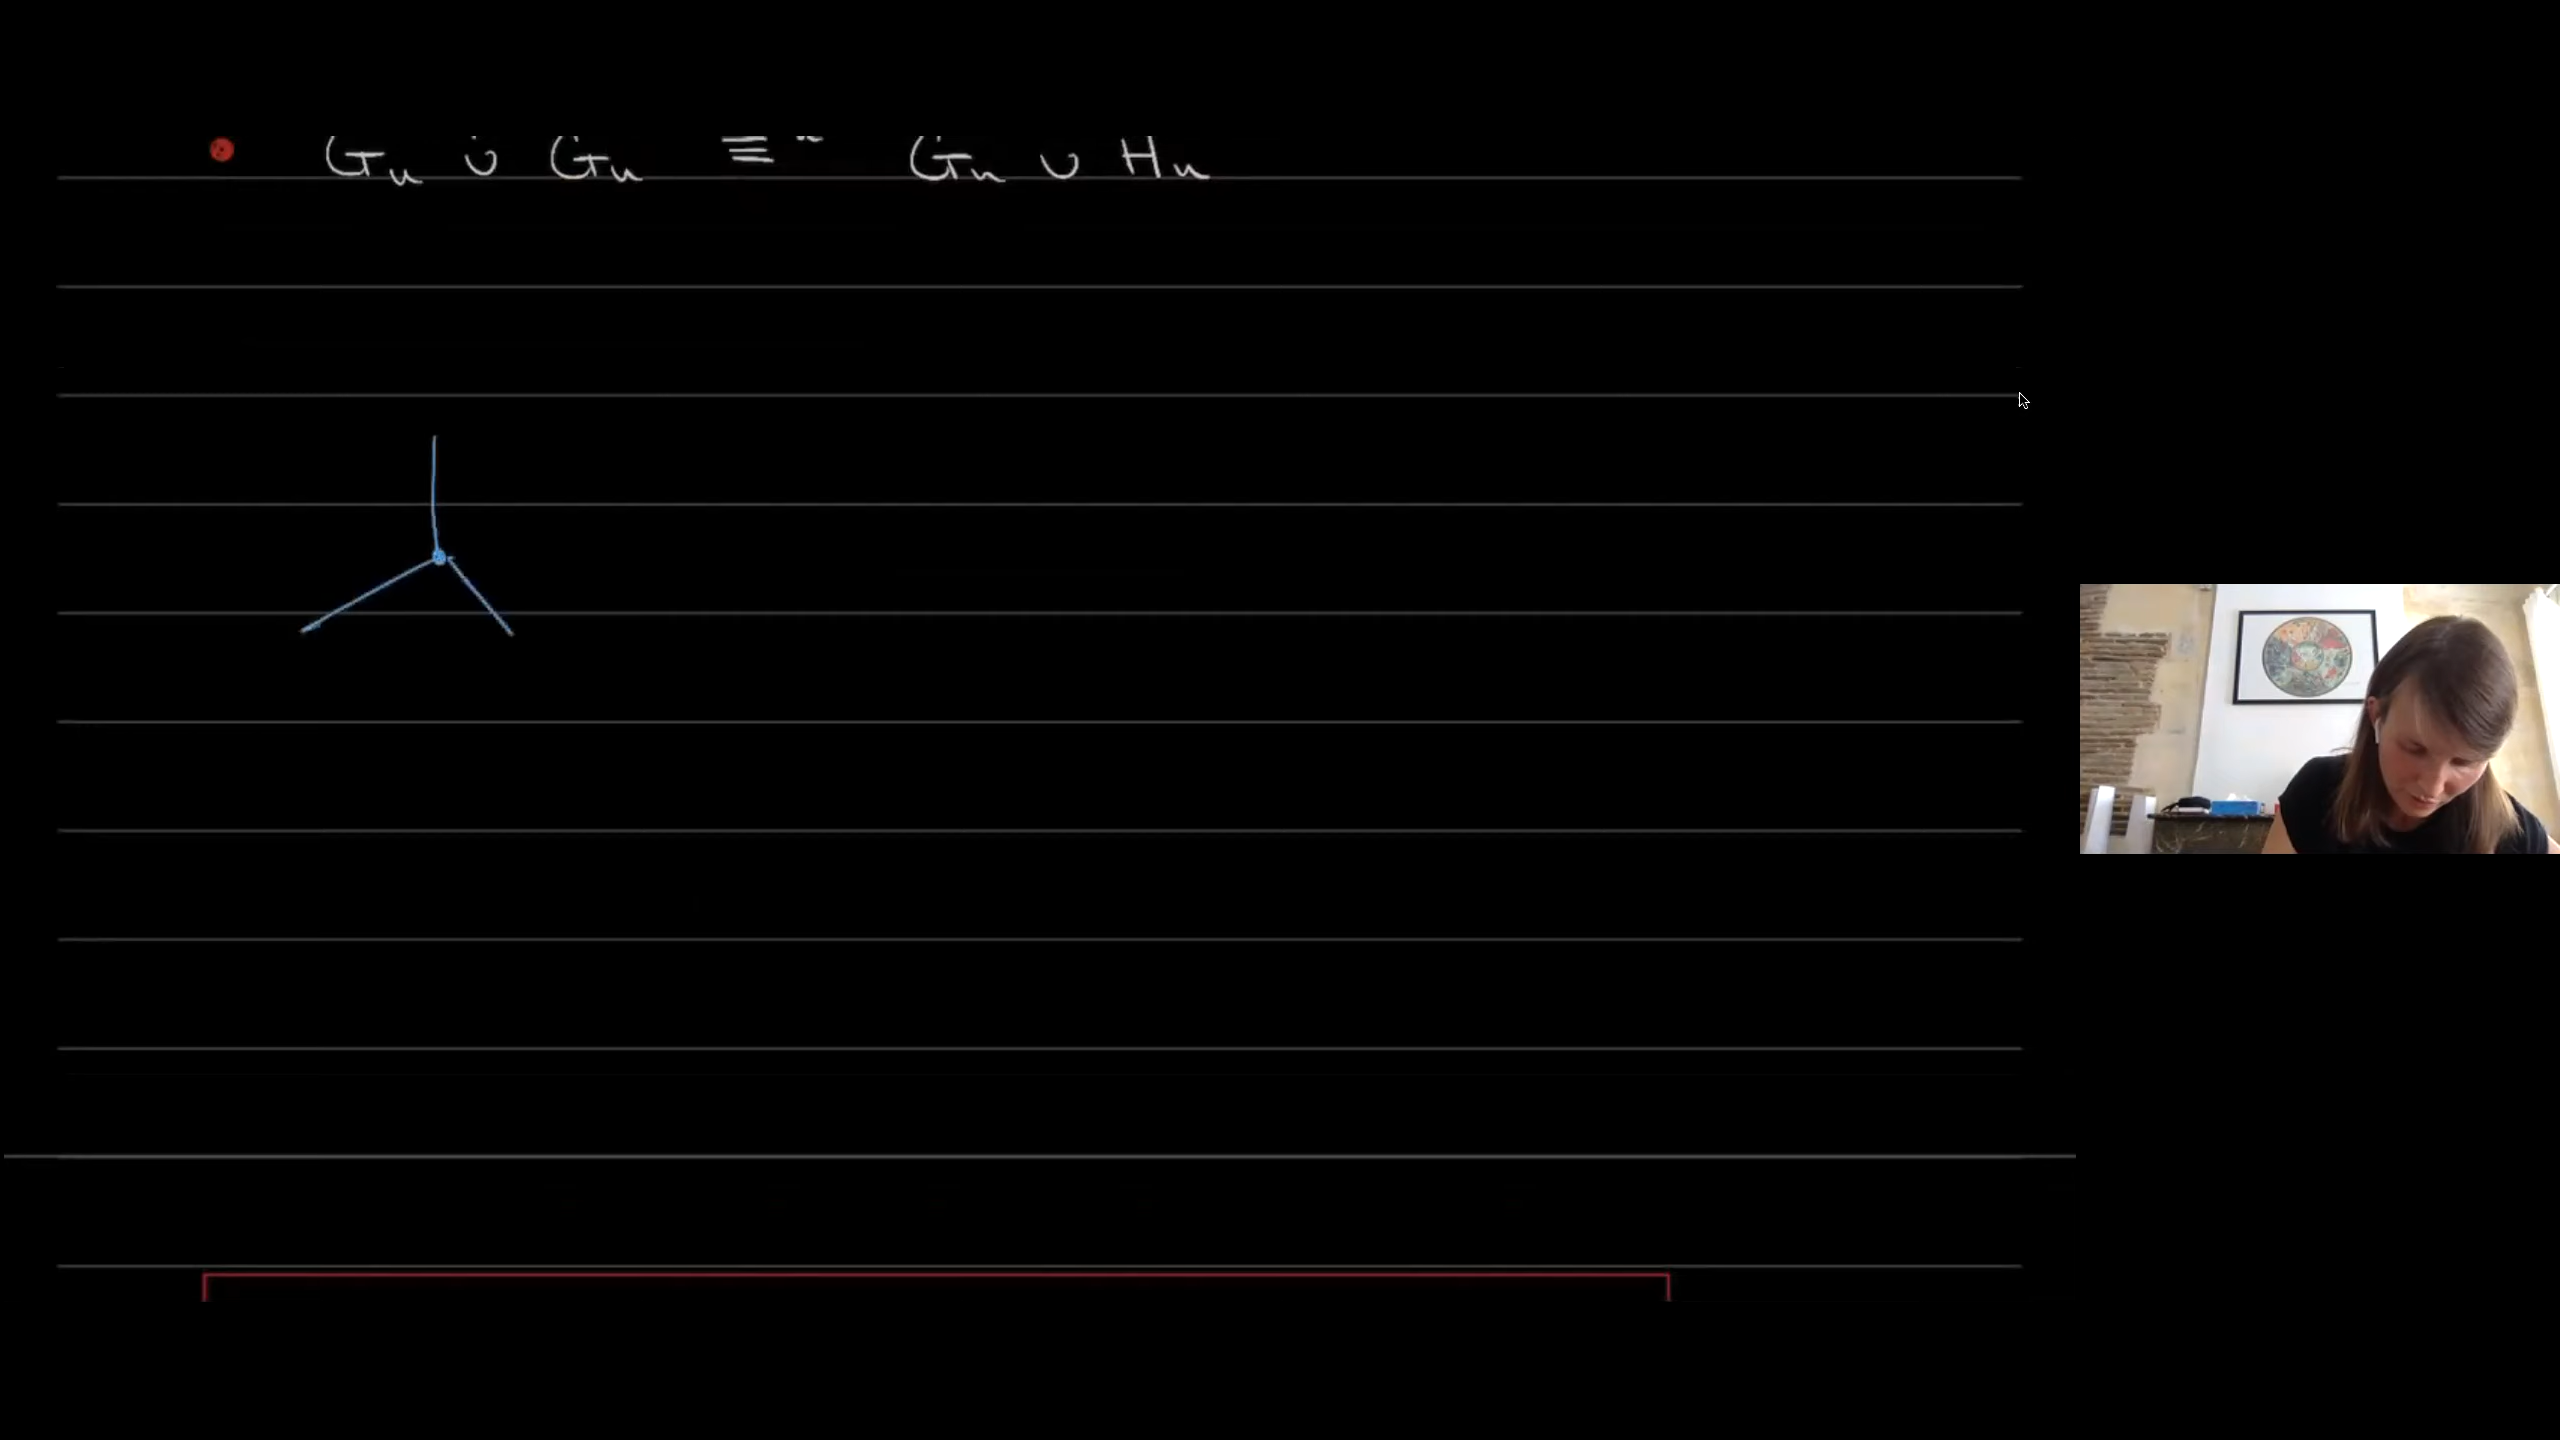 • Gₙ ∪̇ Gₙ ≡ⁿ Gₙ ∪ Hₙ